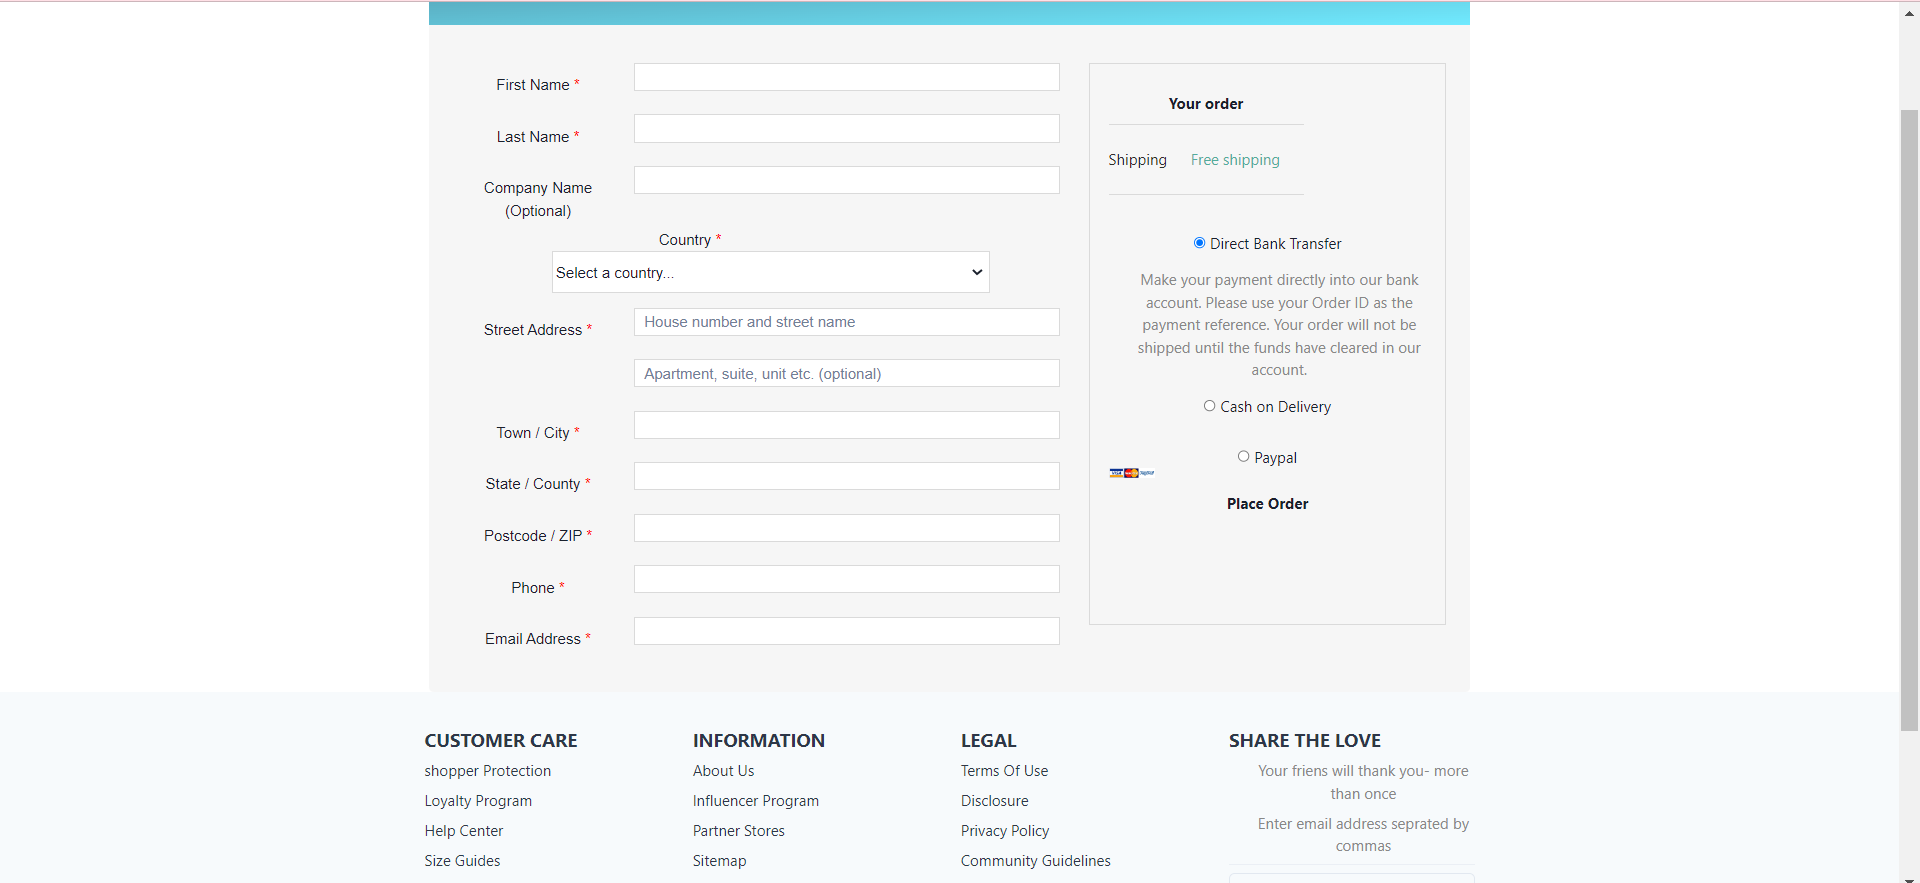 First Name *
Last Name *
Company Name
(Optional)
Country *
Select a country...
Street Address *
House number and street name
Apartment, suite, unit etc. (optional)
Town / City *
State / County *
Postcode / ZIP *
Phone *
Email Address *
Your order
Shipping Free shipping
Direct Bank Transfer
Make your payment directly into our bank
account. Please use your Order ID as the
payment reference. Your order will not be
shipped until the funds have cleared in our
account.
Cash on Delivery
Paypal
VISA
Place Order
CUSTOMER CARE
shopper Protection
Loyalty Program
Help Center
Size Guides
INFORMATION
About Us
Influencer Program
Partner Stores
Sitemap
LEGAL
Terms Of Use
Disclosure
Privacy Policy
Community Guidelines
SHARE THE LOVE
Your friens will thank you- more
than once
Enter email address seprated by
commas